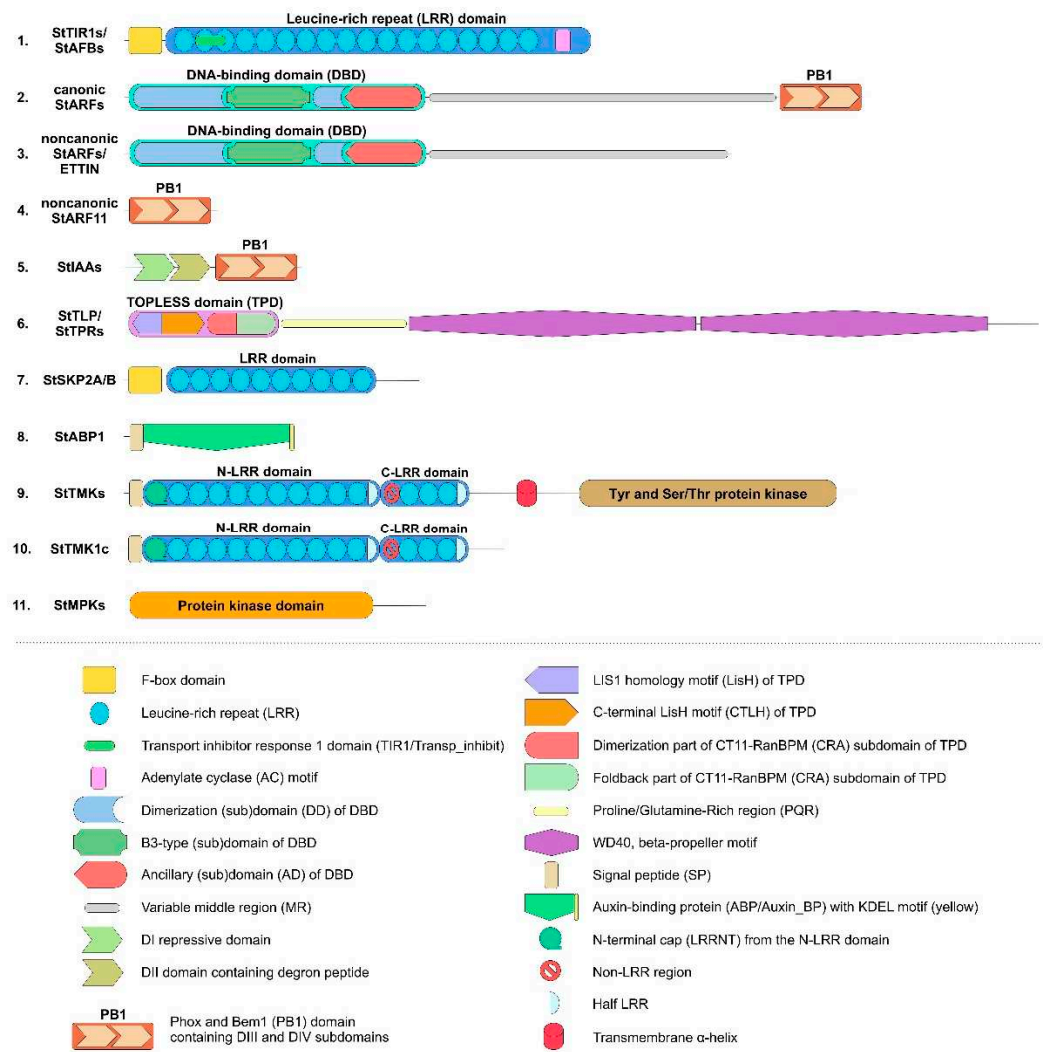 Leucine-rich repeat (LRR) domain
1. StTIR1s/
StAFBs
DNA-binding domain (DBD)
PB1
2. canonic
StARFs
DNA-binding domain (DBD)
3. noncanonic
StARFs/
ETTIN
PB1
4. noncanonic
StARF11
PB1
5. StIAAs
TOPLESS domain (TPD)
6. StTLP/
StTPRs
LRR domain
7. StSKP2A/B
8. StABP1
N-LRR domain C-LRR domain
9. StTMKs Tyr and Ser/Thr protein kinase
N-LRR domain C-LRR domain
10. StTMK1c
11. StMPKs Protein kinase domain
F-box domain
Leucine-rich repeat (LRR)
Transport inhibitor response 1 domain (TIR1/Transp_inhibit)
Adenylate cyclase (AC) motif
Dimerization (sub)domain (DD) of DBD
B3-type (sub)domain of DBD
Ancillary (sub)domain (AD) of DBD
Variable middle region (MR)
DI repressive domain
DII domain containing degron peptide
PB1
Phox and Bem1 (PB1) domain
containing DIII and DIV subdomains
LIS1 homology motif (LisH) of TPD
C-terminal LisH motif (CTLH) of TPD
Dimerization part of CT11-RanBPM (CRA) subdomain of TPD
Foldback part of CT11-RanBPM (CRA) subdomain of TPD
Proline/Glutamine-Rich region (PQR)
WD40, beta-propeller motif
Signal peptide (SP)
Auxin-binding protein (ABP/Auxin_BP) with KDEL motif (yellow)
N-terminal cap (LRRNT) from the N-LRR domain
Non-LRR region
Half LRR
Transmembrane α-helix